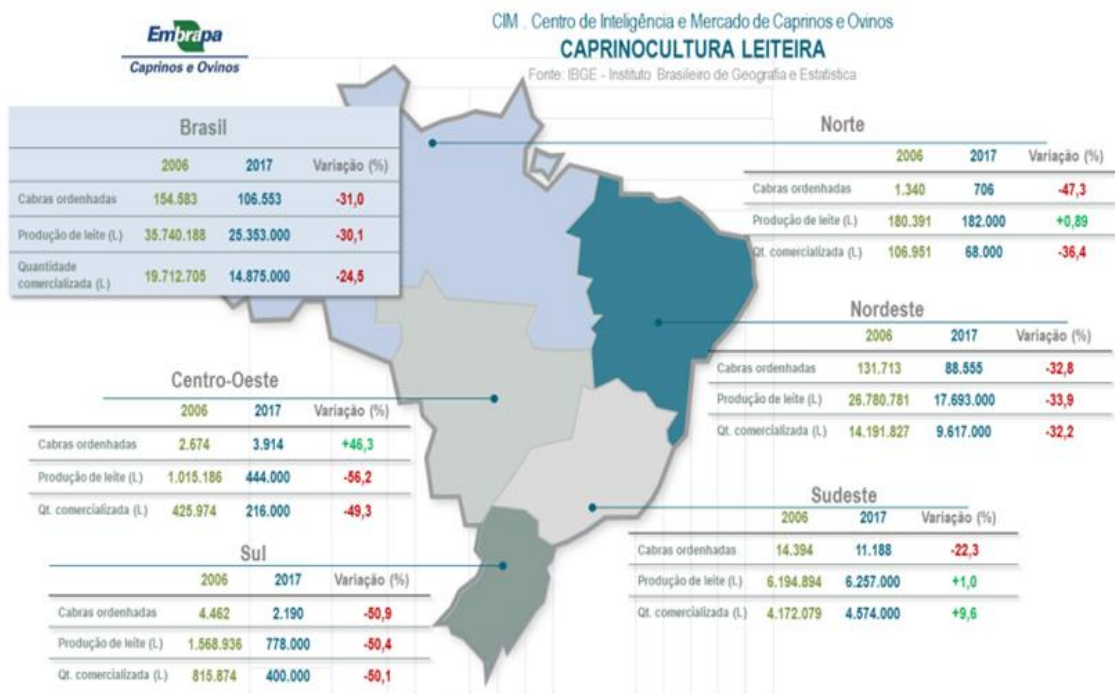 Embrapa
Caprinos e Ovinos
CIM . Centro de Inteligência e Mercado de Caprinos e Ovinos
CAPRINOCULTURA LEITEIRA
Fonte: IBGE - Instituto Brasileiro de Geografia e Estatística
Brasil
2006 2017 Variação (%)
Cabras ordenhadas 154.583 106.553 -31,0
Produção de leite (L) 35.740.188 25.353.000 -30,1
Quantidade
comercializada (L) 19.712.705 14.875.000 -24,5
Norte
2006 2017 Variação (%)
Cabras ordenhadas 1.340 706 -47,3
Produção de leite (L) 180.391 182.000 +0,89
Qt. comercializada (L) 106.951 68.000 -36,4
Nordeste
2006 2017 Variação (%)
Cabras ordenhadas 131.713 88.555 -32,8
Produção de leite (L) 26.780.781 17.693.000 -33,9
Qt. comercializada (L) 14.191.827 9.617.000 -32,2
Centro-Oeste
2006 2017 Variação (%)
Cabras ordenhadas 2.674 3.914 +46,3
Produção de leite (L) 1.015.186 444.000 -56,2
Qt. comercializada (L) 425.974 216.000 -49,3
Sudeste
2006 2017 Variação (%)
Cabras ordenhadas 14.394 11.188 -22,3
Produção de leite (L) 6.194.894 6.257.000 +1,0
Qt. comercializada (L) 4.172.079 4.574.000 +9,6
Sul
2006 2017 Variação (%)
Cabras ordenhadas 4.462 2.190 -50,9
Produção de leite (L) 1.568.936 778.000 -50,4
Qt. comercializada (L) 815.874 400.000 -50,1